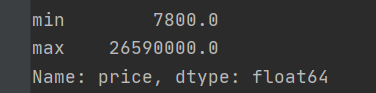 min 7800.0
max 26590000.0
Name: price, dtype: float64